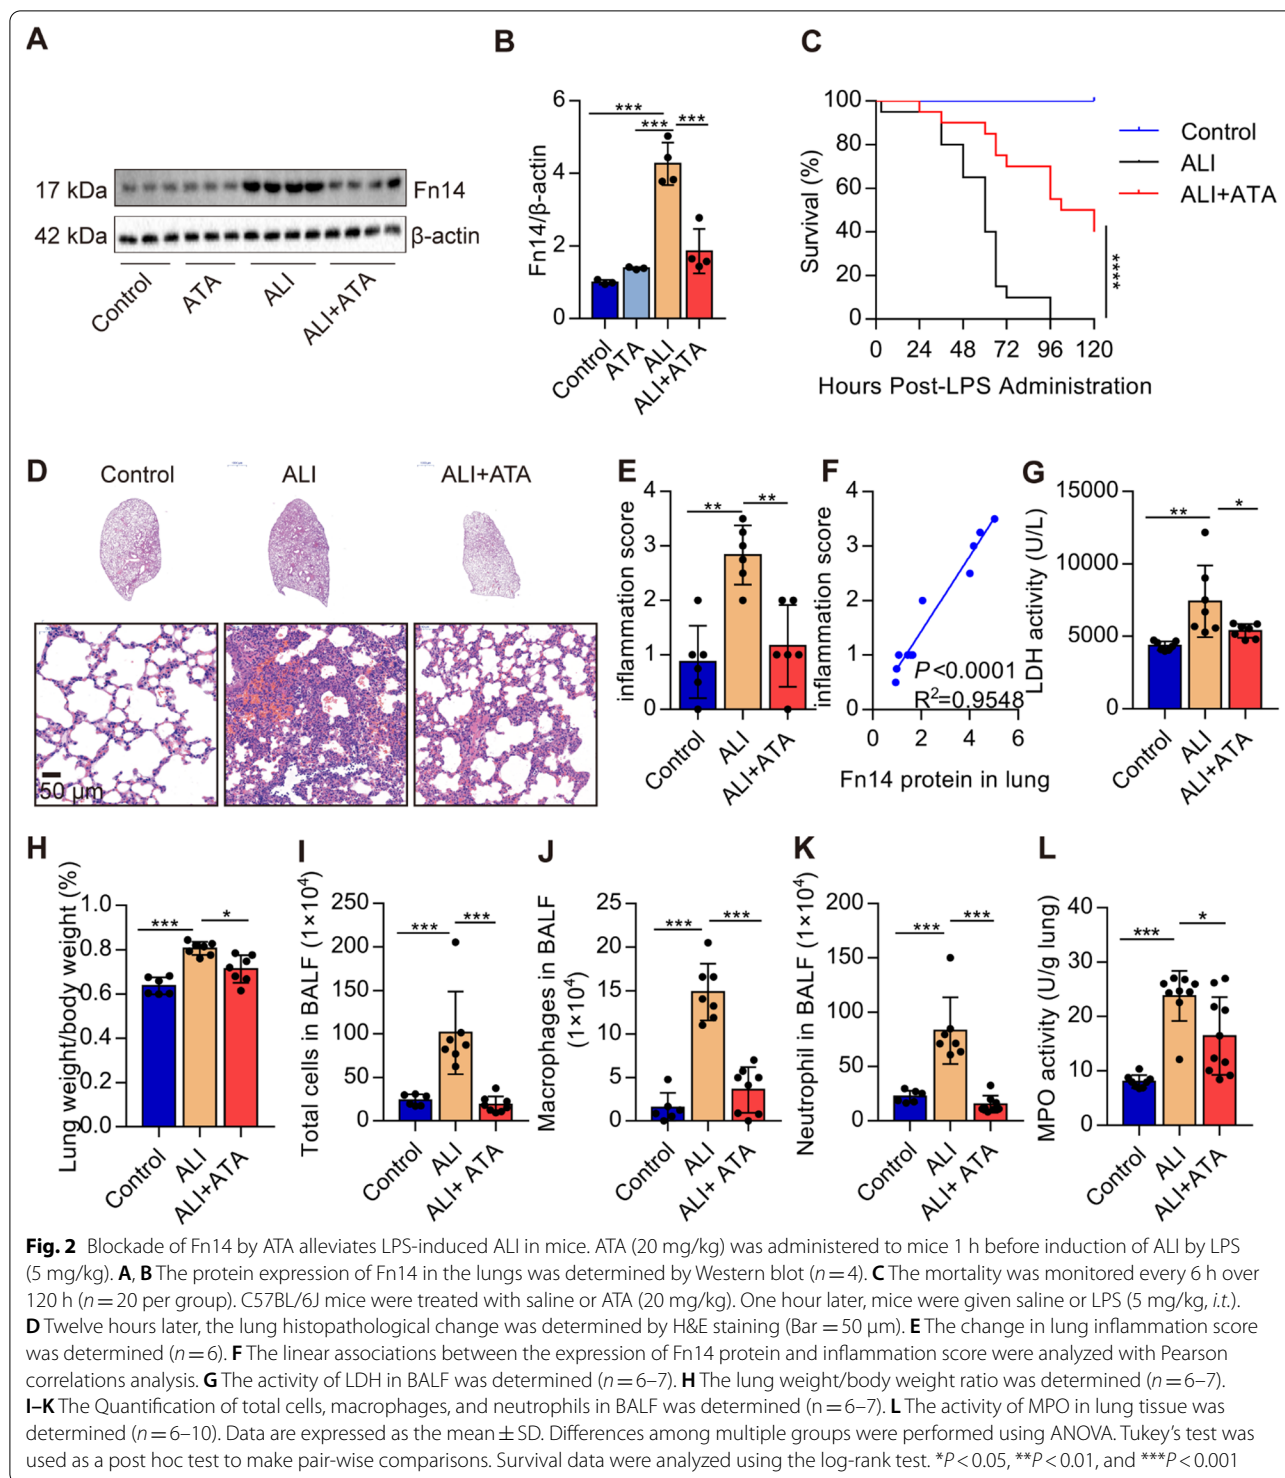 A
17 kDa
Fn14
42 kDa
β-actin
Control
ATA
ALI
ALI+ATA
B
Fn14/β-actin
6
4
2
0
***
***
***
Control
ATA
ALI
ALI+ATA
C
Survival (%)
100
80
60
40
20
0
0 24 48 72 96 120
Hours Post-LPS Administration
Control
ALI
ALI+ATA
****
D
Control
ALI
ALI+ATA
50 μm
E
inflammation score
4
3
2
1
0
**
**
Control
ALI
ALI+ATA
F
inflammation score
4
3
2
1
0
P<0.0001
R²=0.9548
0 2 4 6
Fn14 protein in lung
G
LDH activity (U/L)
15000
10000
5000
0
**
*
Control
ALI
ALI+ATA
H
Lung weight/body weight (%)
1.0
0.8
0.6
0.4
0.2
0.0
***
*
Control
ALI
ALI+ATA
I
Total cells in BALF (1×10⁴)
250
200
150
100
50
0
***
***
Control
ALI
ALI+ ATA
J
Macrophages in BALF
(1×10⁴)
25
20
15
10
5
0
***
***
Control
ALI
ALI+ ATA
K
Neutrophil in BALF (1×10⁴)
200
150
100
50
0
***
***
Control
ALI
ALI+ ATA
L
MPO activity (U/g lung)
40
30
20
10
0
***
*
Control
ALI
ALI+ATA
Fig. 2 Blockade of Fn14 by ATA alleviates LPS-induced ALI in mice. ATA (20 mg/kg) was administered to mice 1 h before induction of ALI by LPS
(5 mg/kg). A, B The protein expression of Fn14 in the lungs was determined by Western blot (n = 4). C The mortality was monitored every 6 h over
120 h (n = 20 per group). C57BL/6J mice were treated with saline or ATA (20 mg/kg). One hour later, mice were given saline or LPS (5 mg/kg, i.t.).
D Twelve hours later, the lung histopathological change was determined by H&E staining (Bar = 50 μm). E The change in lung inflammation score
was determined (n = 6). F The linear associations between the expression of Fn14 protein and inflammation score were analyzed with Pearson
correlations analysis. G The activity of LDH in BALF was determined (n = 6–7). H The lung weight/body weight ratio was determined (n = 6–7).
I–K The Quantification of total cells, macrophages, and neutrophils in BALF was determined (n = 6–7). L The activity of MPO in lung tissue was
determined (n = 6–10). Data are expressed as the mean ± SD. Differences among multiple groups were performed using ANOVA. Tukey's test was
used as a post hoc test to make pair-wise comparisons. Survival data were analyzed using the log-rank test. *P < 0.05, **P < 0.01, and ***P < 0.001